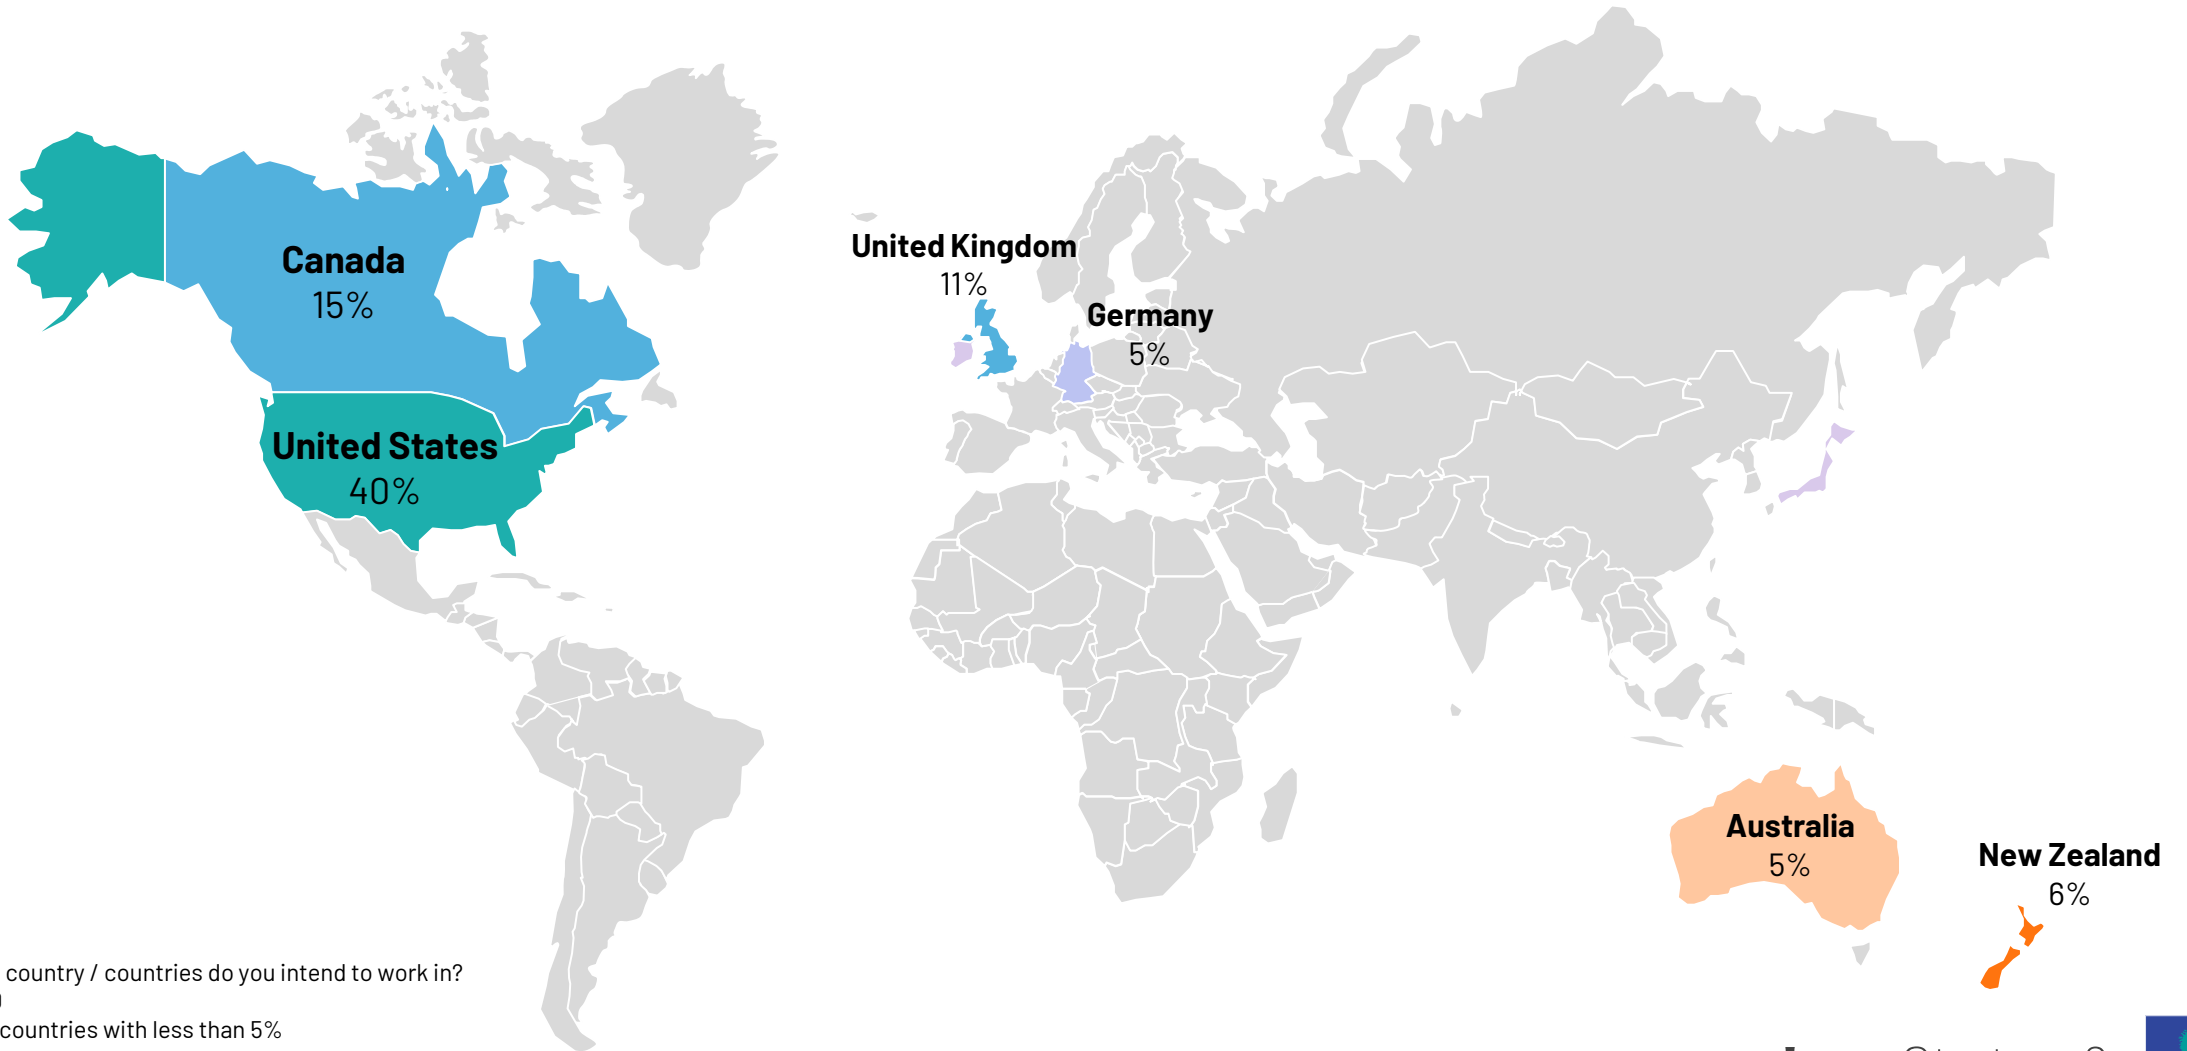 Canada
15%
United States
40%
United Kingdom
11%
Germany
5%
Australia
5%
New Zealand
6%
country / countries do you intend to work in?
countries with less than 5%